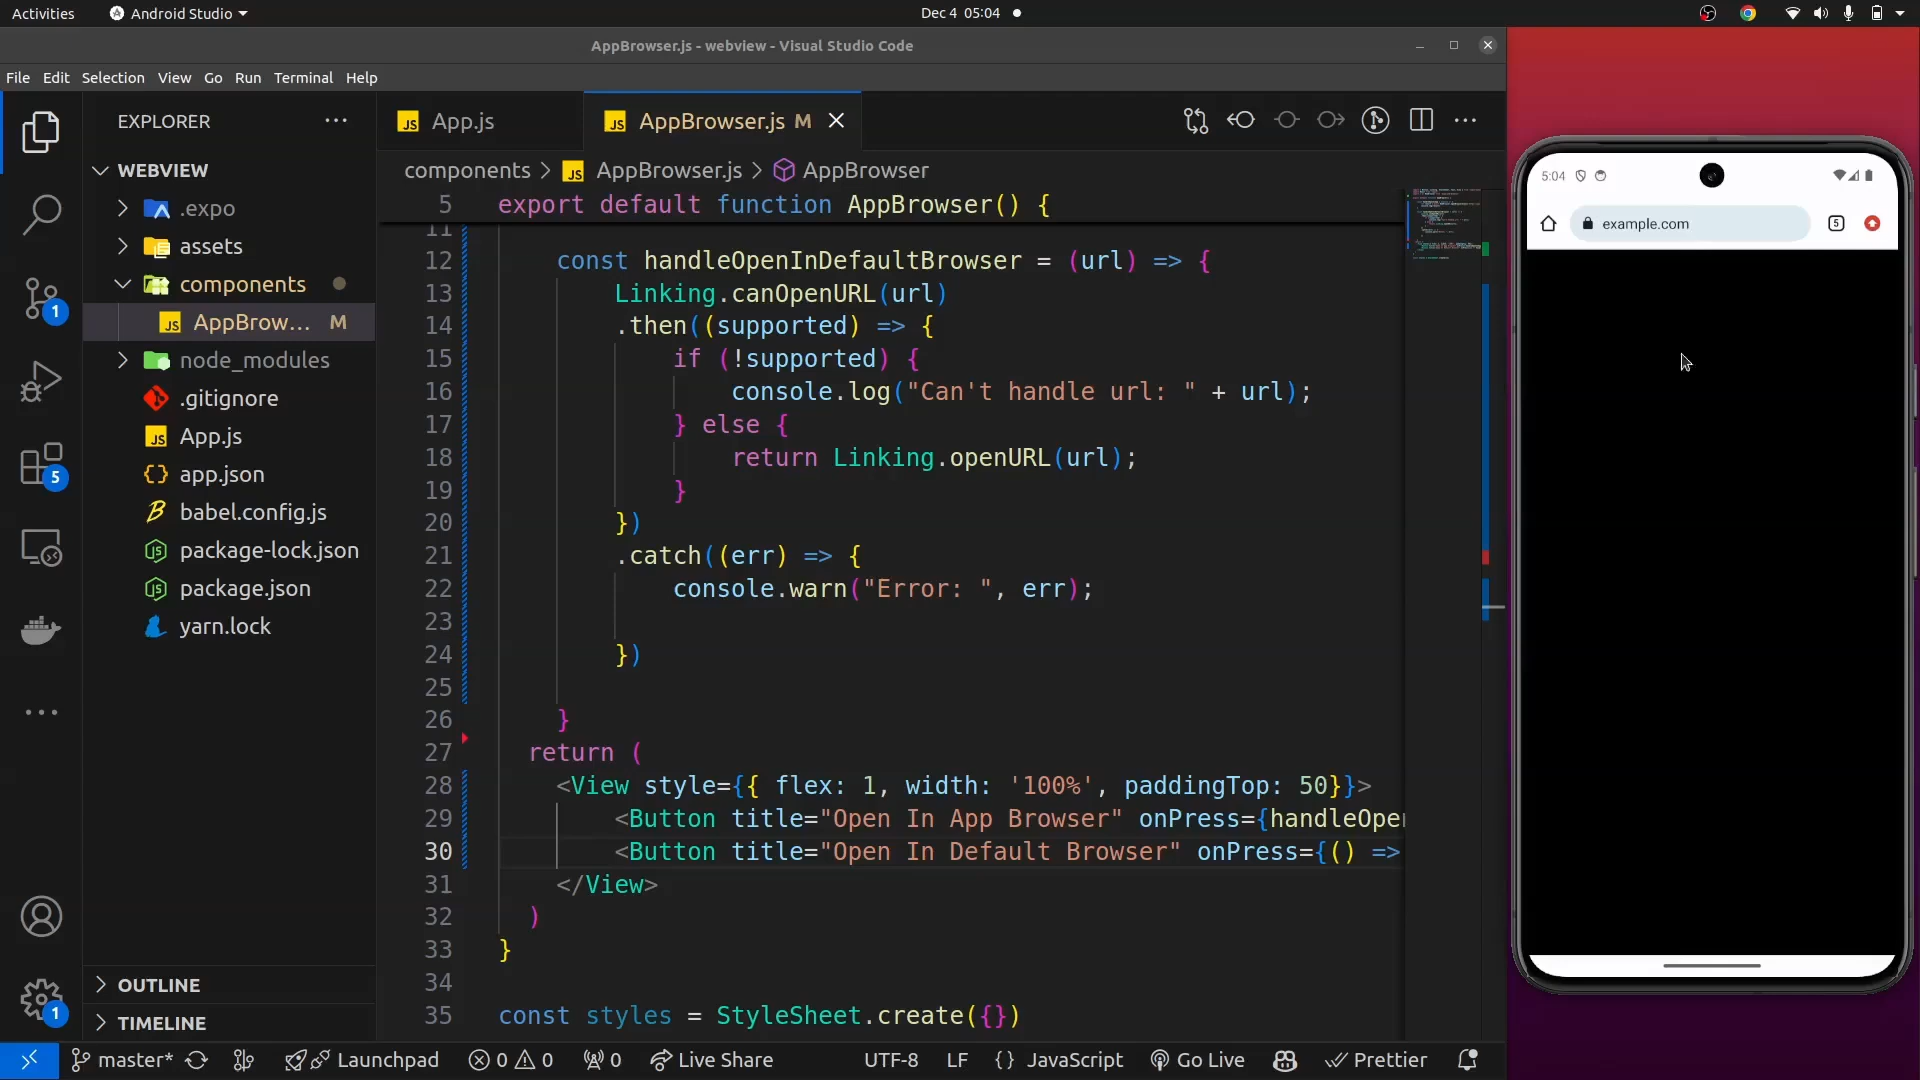 Activities
Android Studio
Dec 4 05:04
AppBrowser.js - webview - Visual Studio Code
File Edit Selection View Go Run Terminal Help
EXPLORER
WEBVIEW
.expo
assets
components
AppBrow... M
node_modules
.gitignore
App.js
app.json
babel.config.js
package-lock.json
package.json
yarn.lock
OUTLINE
TIMELINE
1
5
1
App.js
AppBrowser.js M
components > AppBrowser.js > AppBrowser
5 export default function AppBrowser() {
11
12 const handleOpenInDefaultBrowser = (url) => {
13 Linking.canOpenURL(url)
14 .then((supported) => {
15 if (!supported) {
16 console.log("Can't handle url: " + url);
17 } else {
18 return Linking.openURL(url);
19 }
20 })
21 .catch((err) => {
22 console.warn("Error: ", err);
23
24 })
25
26 }
27 return (
28 <View style={{ flex: 1, width: '100%', paddingTop: 50}}>
29 <Button title="Open In App Browser" onPress={handleOpe
30 <Button title="Open In Default Browser" onPress={() =>
31 </View>
32 )
33 }
34
35 const styles = StyleSheet.create({})
5:04
example.com
5
master* Launchpad 0 0 0 Live Share UTF-8 LF {} JavaScript Go Live Prettier